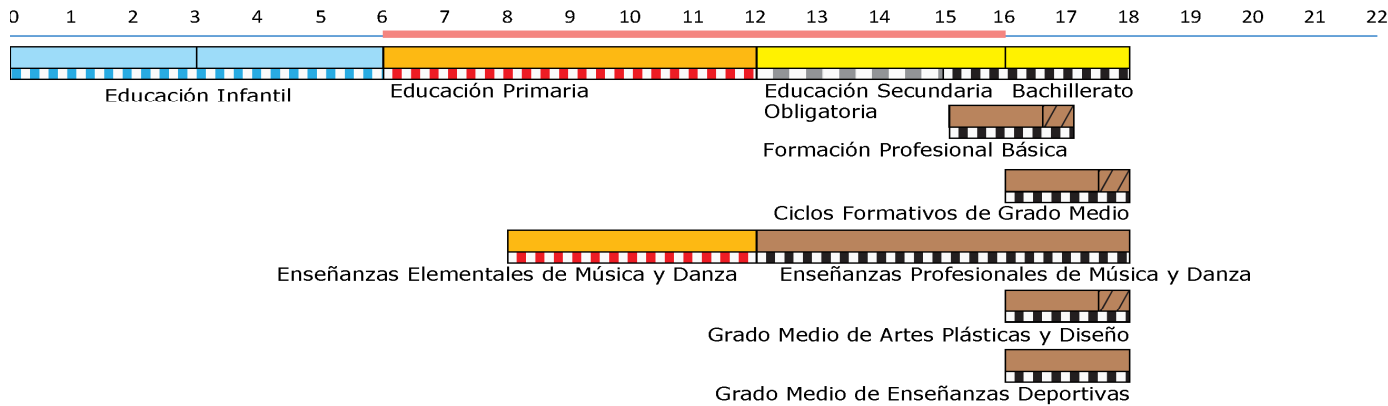 0 1 2 3 4 5 6 7 8 9 10 11 12 13 14 15 16 17 18 19 20 21 22
Educación Infantil
Educación Primaria
Educación Secundaria
Obligatoria
Bachillerato
Formación Profesional Básica
Ciclos Formativos de Grado Medio
Enseñanzas Elementales de Música y Danza
Enseñanzas Profesionales de Música y Danza
Grado Medio de Artes Plásticas y Diseño
Grado Medio de Enseñanzas Deportivas